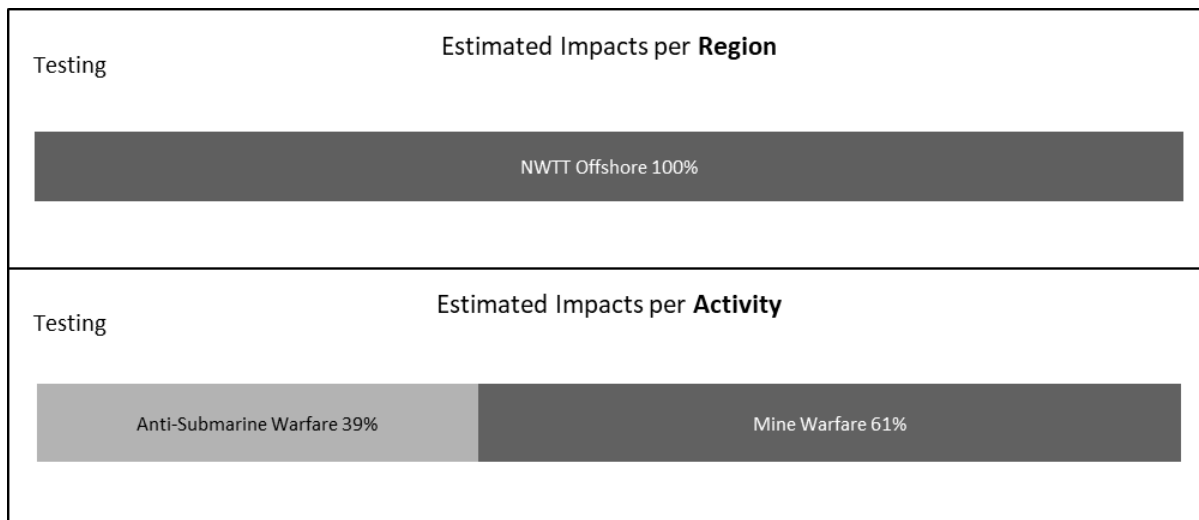 Estimated Impacts per Region
Testing
NWTT Offshore 100%
Estimated Impacts per Activity
Testing
Anti-Submarine Warfare 39%
Mine Warfare 61%